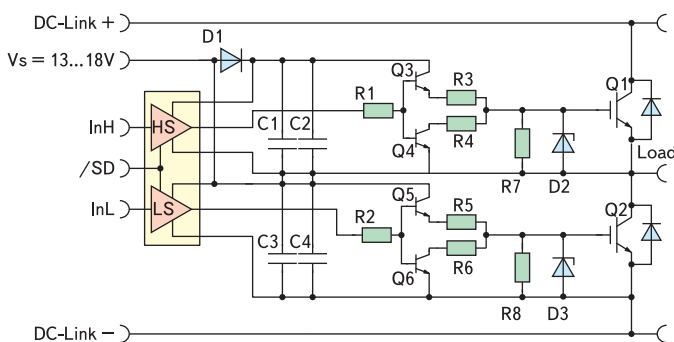 DC-Link +
Vs = 13...18V
D1
Q3
R3
Q1
R1
InH
HS
C1
C2
Q4
R4
Load
/SD
R7
D2
InL
LS
Q5
R5
Q2
R2
C3
C4
Q6
R6
R8
D3
DC-Link −